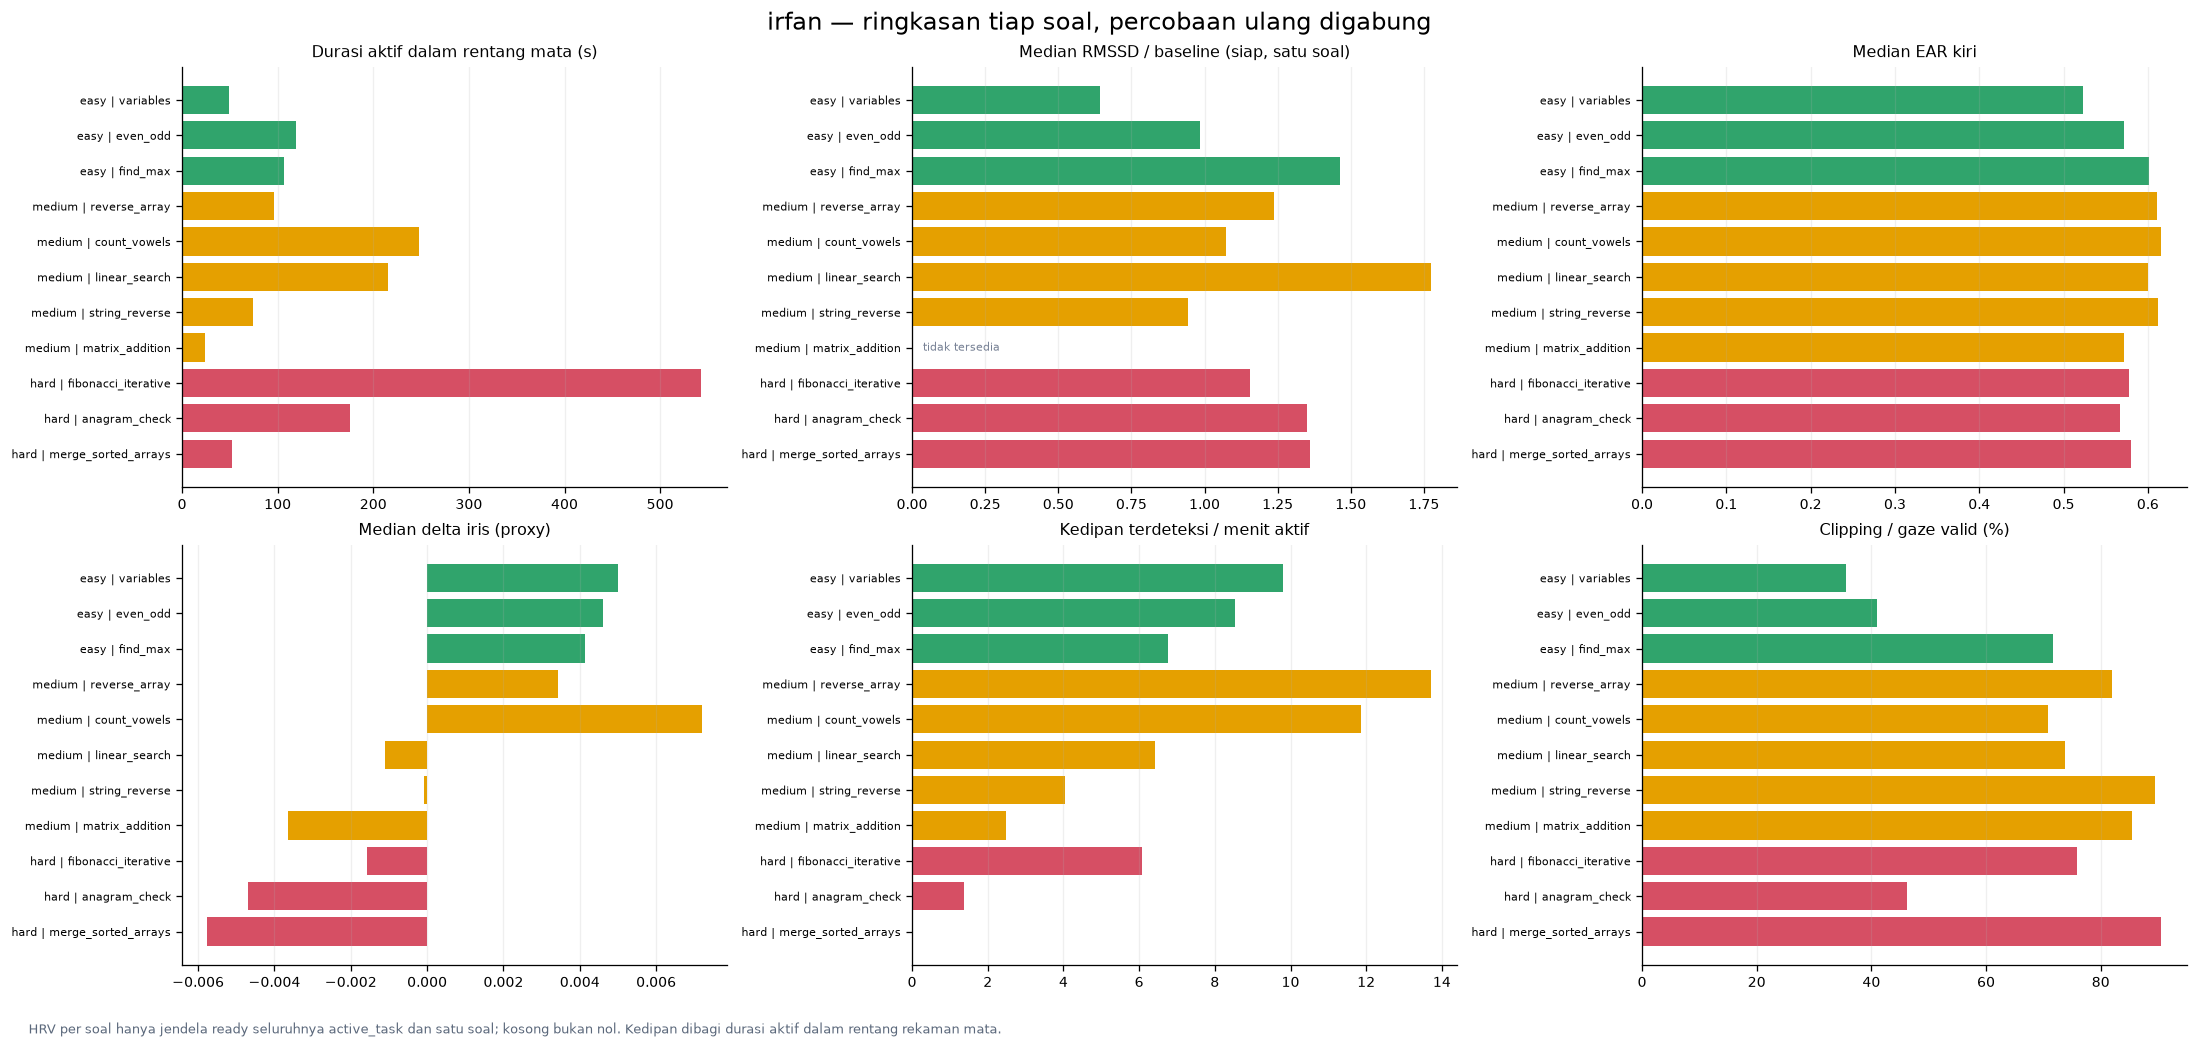 irfan — ringkasan tiap soal, percobaan ulang digabung
Durasi aktif dalam rentang mata (s)
easy | variables
easy | even_odd
easy | find_max
medium | reverse_array
medium | count_vowels
medium | linear_search
medium | string_reverse
medium | matrix_addition
hard | fibonacci_iterative
hard | anagram_check
hard | merge_sorted_arrays
0 100 200 300 400 500
Median RMSSD / baseline (siap, satu soal)
easy | variables
easy | even_odd
easy | find_max
medium | reverse_array
medium | count_vowels
medium | linear_search
medium | string_reverse
medium | matrix_addition
tidak tersedia
hard | fibonacci_iterative
hard | anagram_check
hard | merge_sorted_arrays
0.00 0.25 0.50 0.75 1.00 1.25 1.50 1.75
Median EAR kiri
easy | variables
easy | even_odd
easy | find_max
medium | reverse_array
medium | count_vowels
medium | linear_search
medium | string_reverse
medium | matrix_addition
hard | fibonacci_iterative
hard | anagram_check
hard | merge_sorted_arrays
0.0 0.1 0.2 0.3 0.4 0.5 0.6
Median delta iris (proxy)
easy | variables
easy | even_odd
easy | find_max
medium | reverse_array
medium | count_vowels
medium | linear_search
medium | string_reverse
medium | matrix_addition
hard | fibonacci_iterative
hard | anagram_check
hard | merge_sorted_arrays
−0.006 −0.004 −0.002 0.000 0.002 0.004 0.006
Kedipan terdeteksi / menit aktif
easy | variables
easy | even_odd
easy | find_max
medium | reverse_array
medium | count_vowels
medium | linear_search
medium | string_reverse
medium | matrix_addition
hard | fibonacci_iterative
hard | anagram_check
hard | merge_sorted_arrays
0 2 4 6 8 10 12 14
Clipping / gaze valid (%)
easy | variables
easy | even_odd
easy | find_max
medium | reverse_array
medium | count_vowels
medium | linear_search
medium | string_reverse
medium | matrix_addition
hard | fibonacci_iterative
hard | anagram_check
hard | merge_sorted_arrays
0 20 40 60 80
HRV per soal hanya jendela ready seluruhnya active_task dan satu soal; kosong bukan nol. Kedipan dibagi durasi aktif dalam rentang rekaman mata.